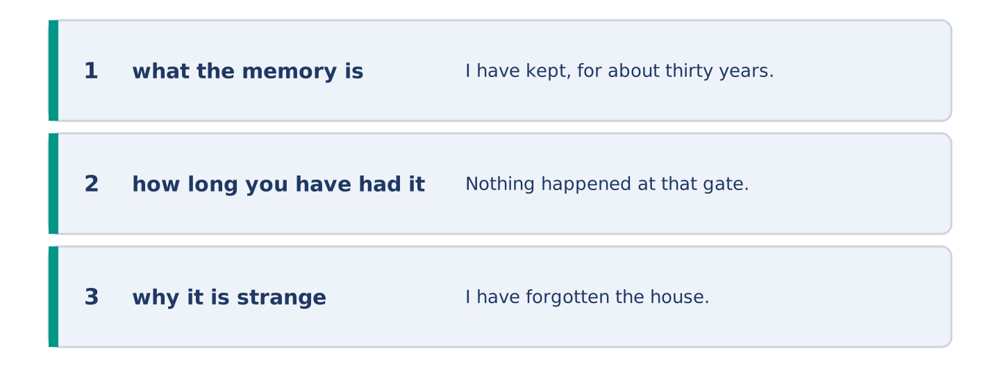 1 what the memory is I have kept, for about thirty years.
2 how long you have had it Nothing happened at that gate.
3 why it is strange I have forgotten the house.